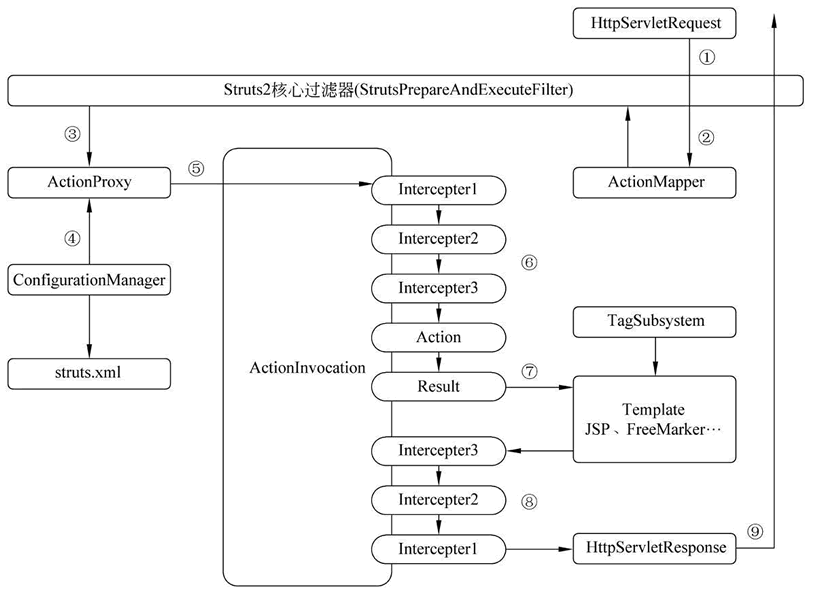 HttpServletRequest
①
Struts2核心过滤器(StrutsPrepareAndExecuteFilter)
③
②
ActionProxy
⑤
ActionMapper
Intercepter1
④
Intercepter2
⑥
ConfigurationManager
Intercepter3
TagSubsystem
Action
struts.xml
ActionInvocation
Result
⑦
Template
JSP、FreeMarker…
Intercepter3
Intercepter2
⑧
Intercepter1
HttpServletResponse
⑨